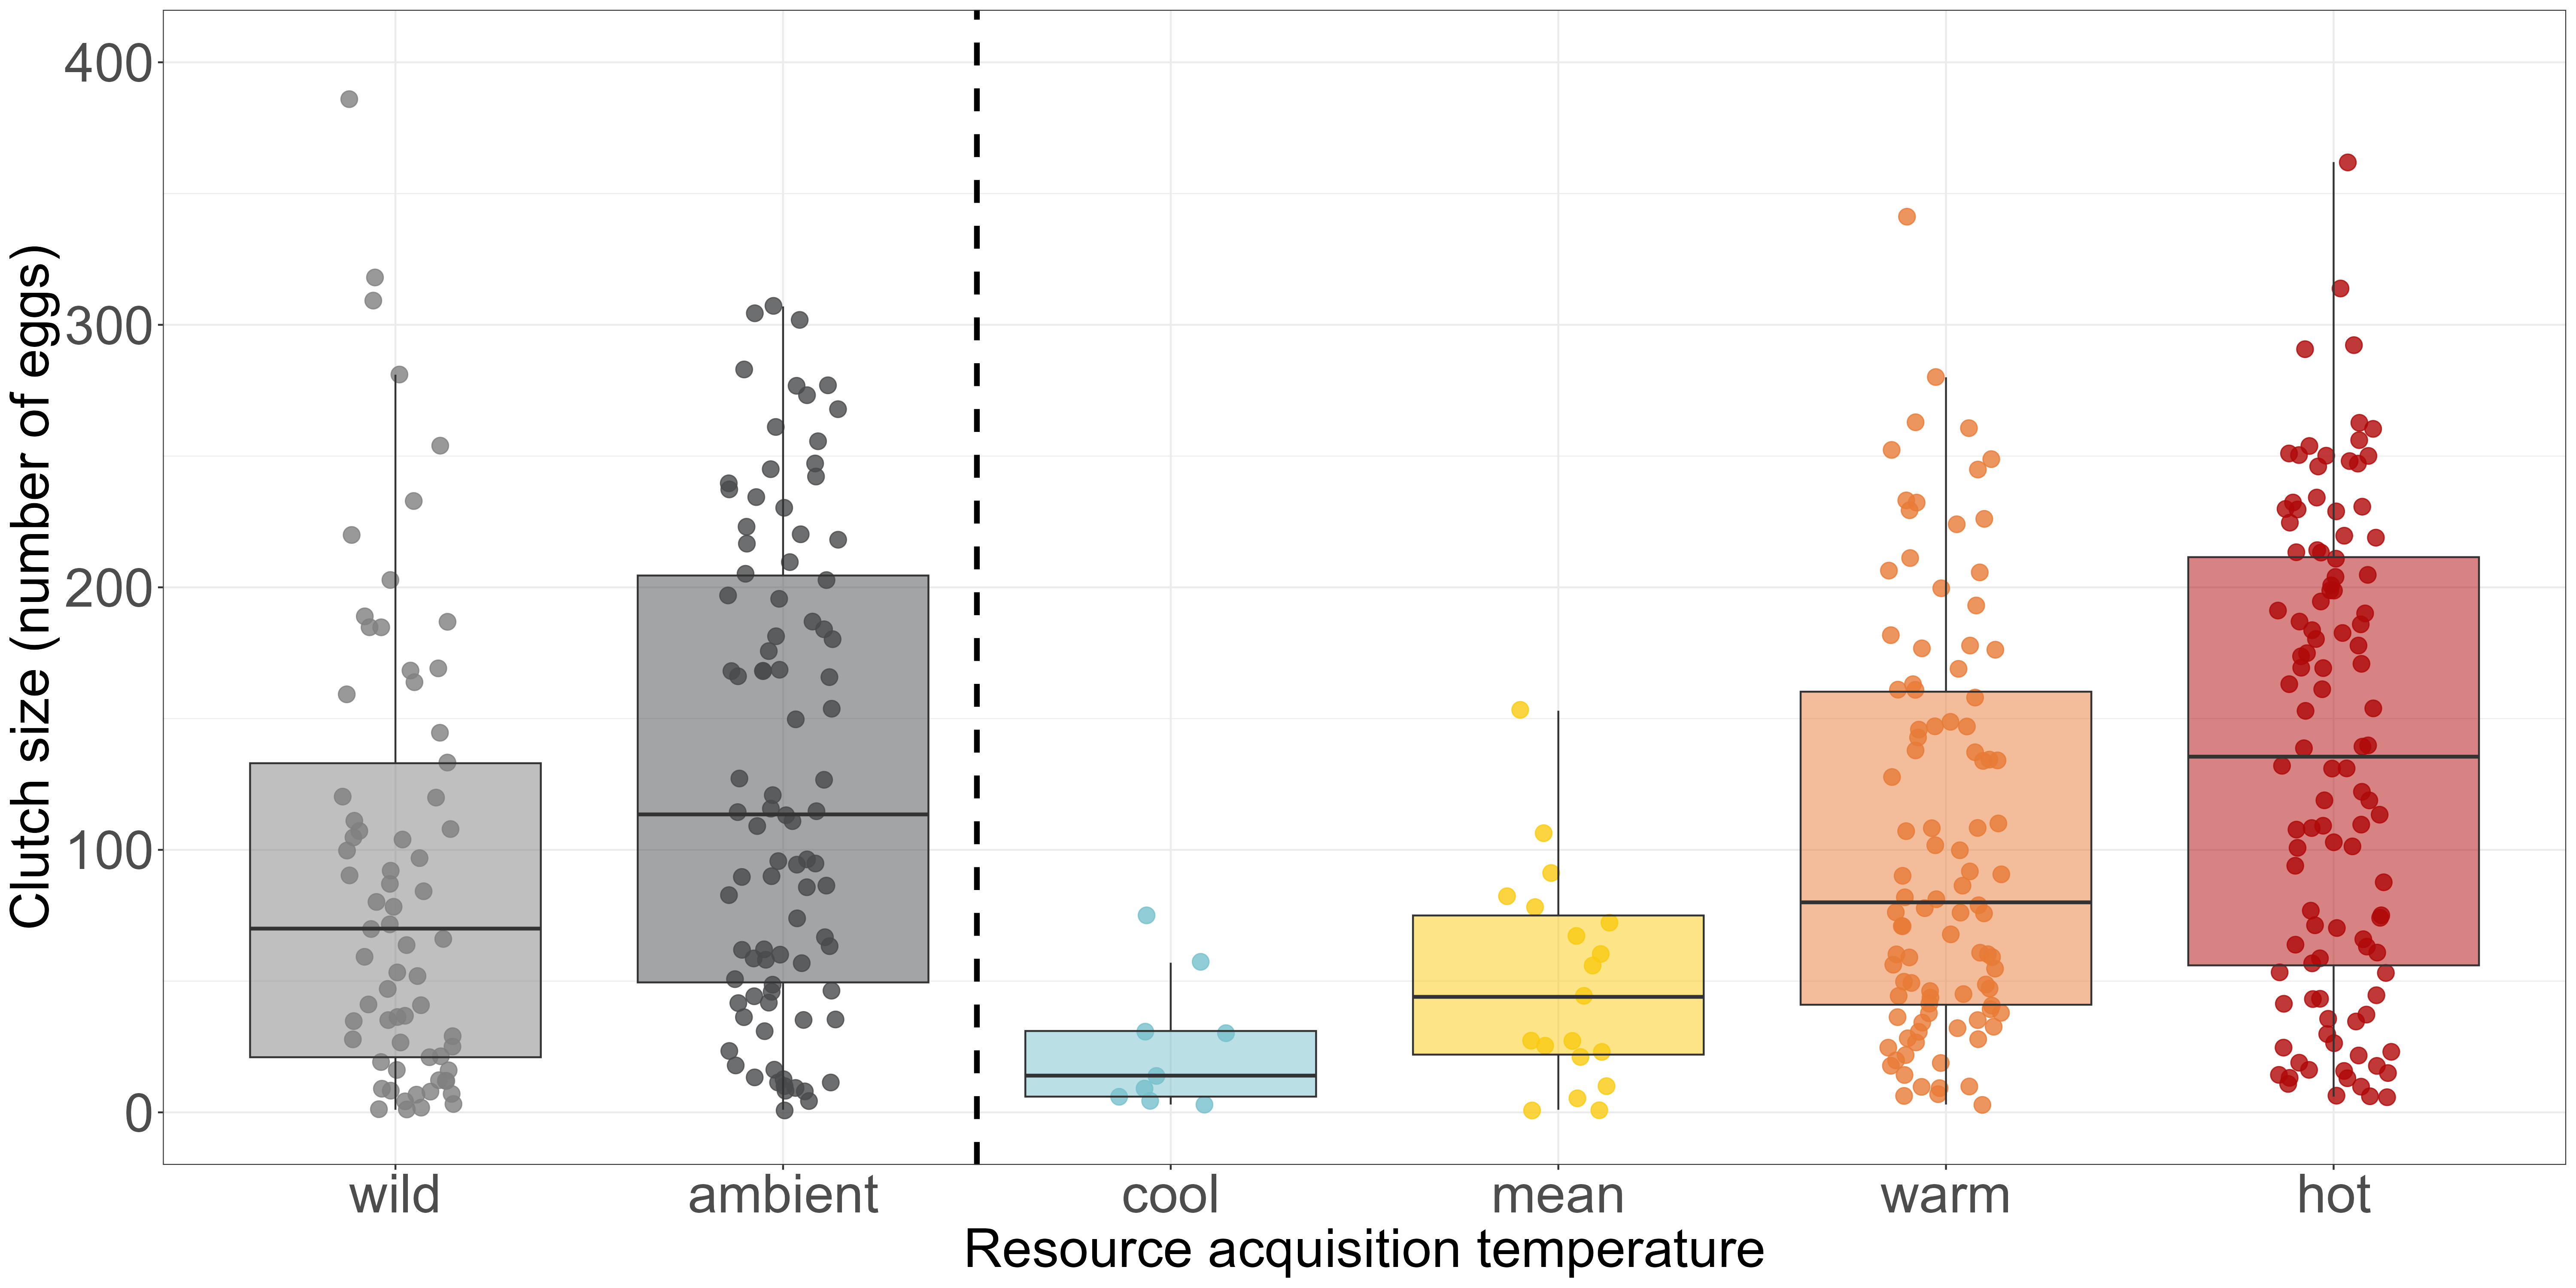 Clutch size (number of eggs)
400
300
200
100
0
wild ambient cool mean warm hot
Resource acquisition temperature